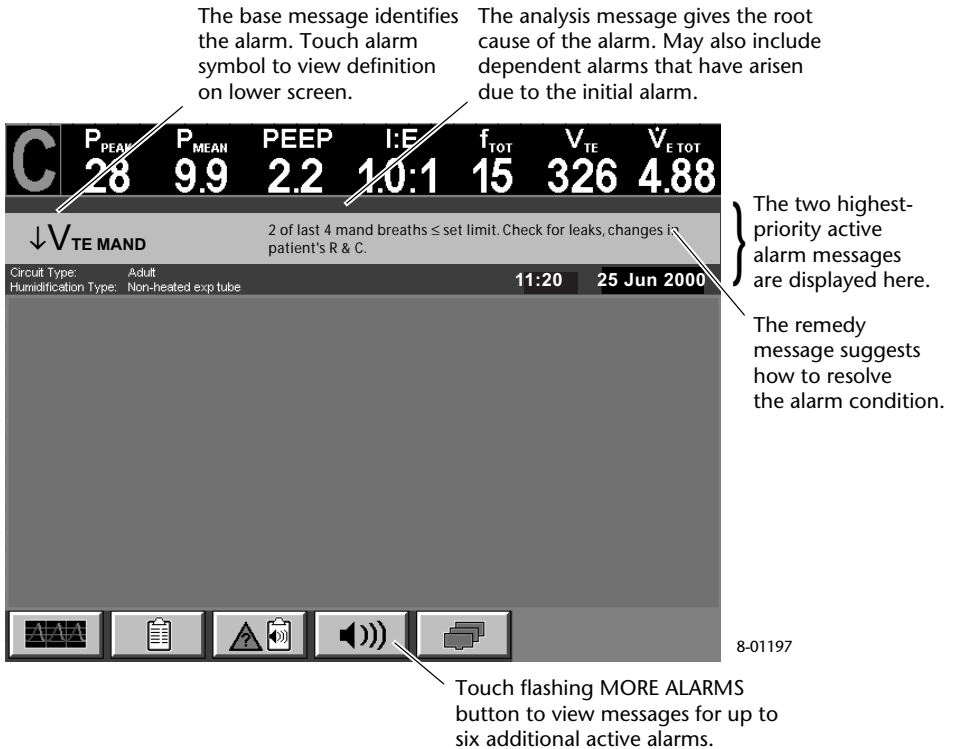 The base message identifies
the alarm. Touch alarm
symbol to view definition
on lower screen.
The analysis message gives the root
cause of the alarm. May also include
dependent alarms that have arisen
due to the initial alarm.
C
PPEAK PMEAN PEEP I:E fTOT VTE V̇E TOT
28 9.9 2.2 1.0:1 15 326 4.88
↓VTE MAND
2 of last 4 mand breaths ≤ set limit. Check for leaks, changes in
patient's R & C.
Circuit Type: Adult
Humidification Type: Non-heated exp tube
11:20 25 Jun 2000
The two highest-
priority active
alarm messages
are displayed here.
The remedy
message suggests
how to resolve
the alarm condition.
?
8-01197
Touch flashing MORE ALARMS
button to view messages for up to
six additional active alarms.